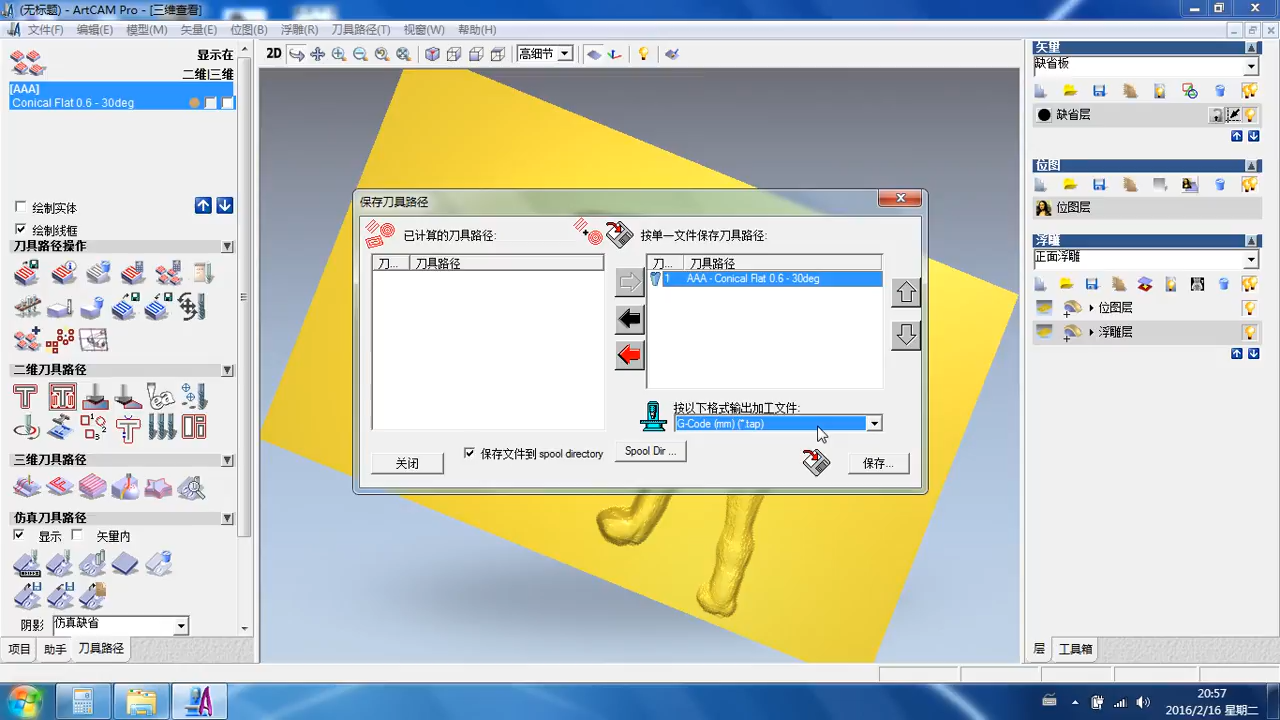 (无标题) - ArtCAM Pro - [三维查看]
文件(F) 编辑(E) 模型(M) 矢量(E) 位图(B) 浮雕(R) 刀具路径(T) 视窗(W) 帮助(H)
显示在
二维|三维
[AAA]
Conical Flat 0.6 - 30deg
绘制实体
绘制线框
刀具路径操作
二维刀具路径
三维刀具路径
仿真刀具路径
显示 矢量内
阴影 仿真缺省
项目 助手 刀具路径
2D 高细节
保存刀具路径
已计算的刀具路径:
刀... 刀具路径
按单一文件保存刀具路径:
刀... 刀具路径
1 AAA - Conical Flat 0.6 - 30deg
按以下格式输出加工文件:
G-Code (mm) (*.tap)
保存文件到 spool directory
Spool Dir ...
关闭
保存...
矢量
缺省板
缺省层
位图
位图层
浮雕
正面浮雕
位图层
浮雕层
层 工具箱
20:57
2016/2/16 星期二